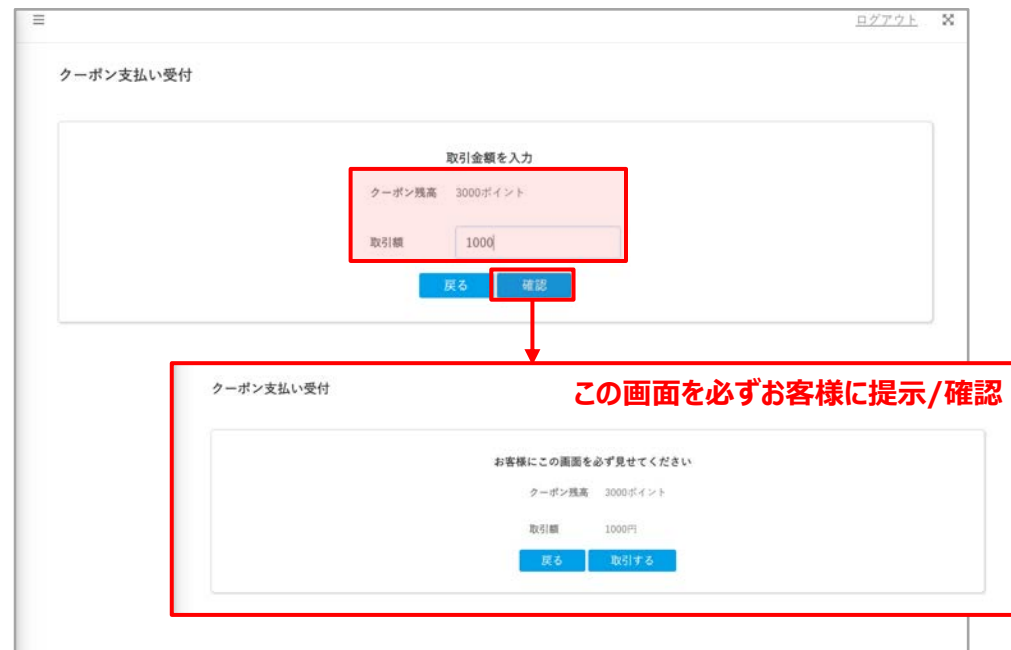 ログアウト
クーポン支払い受付
取引金額を入力
クーポン残高 3000ポイント
取引額 1000
戻る 確認
クーポン支払い受付
この画面を必ずお客様に提示/確認
お客様にこの画面を必ず見せてください
クーポン残高 3000ポイント
取引額 1000円
戻る 取引する